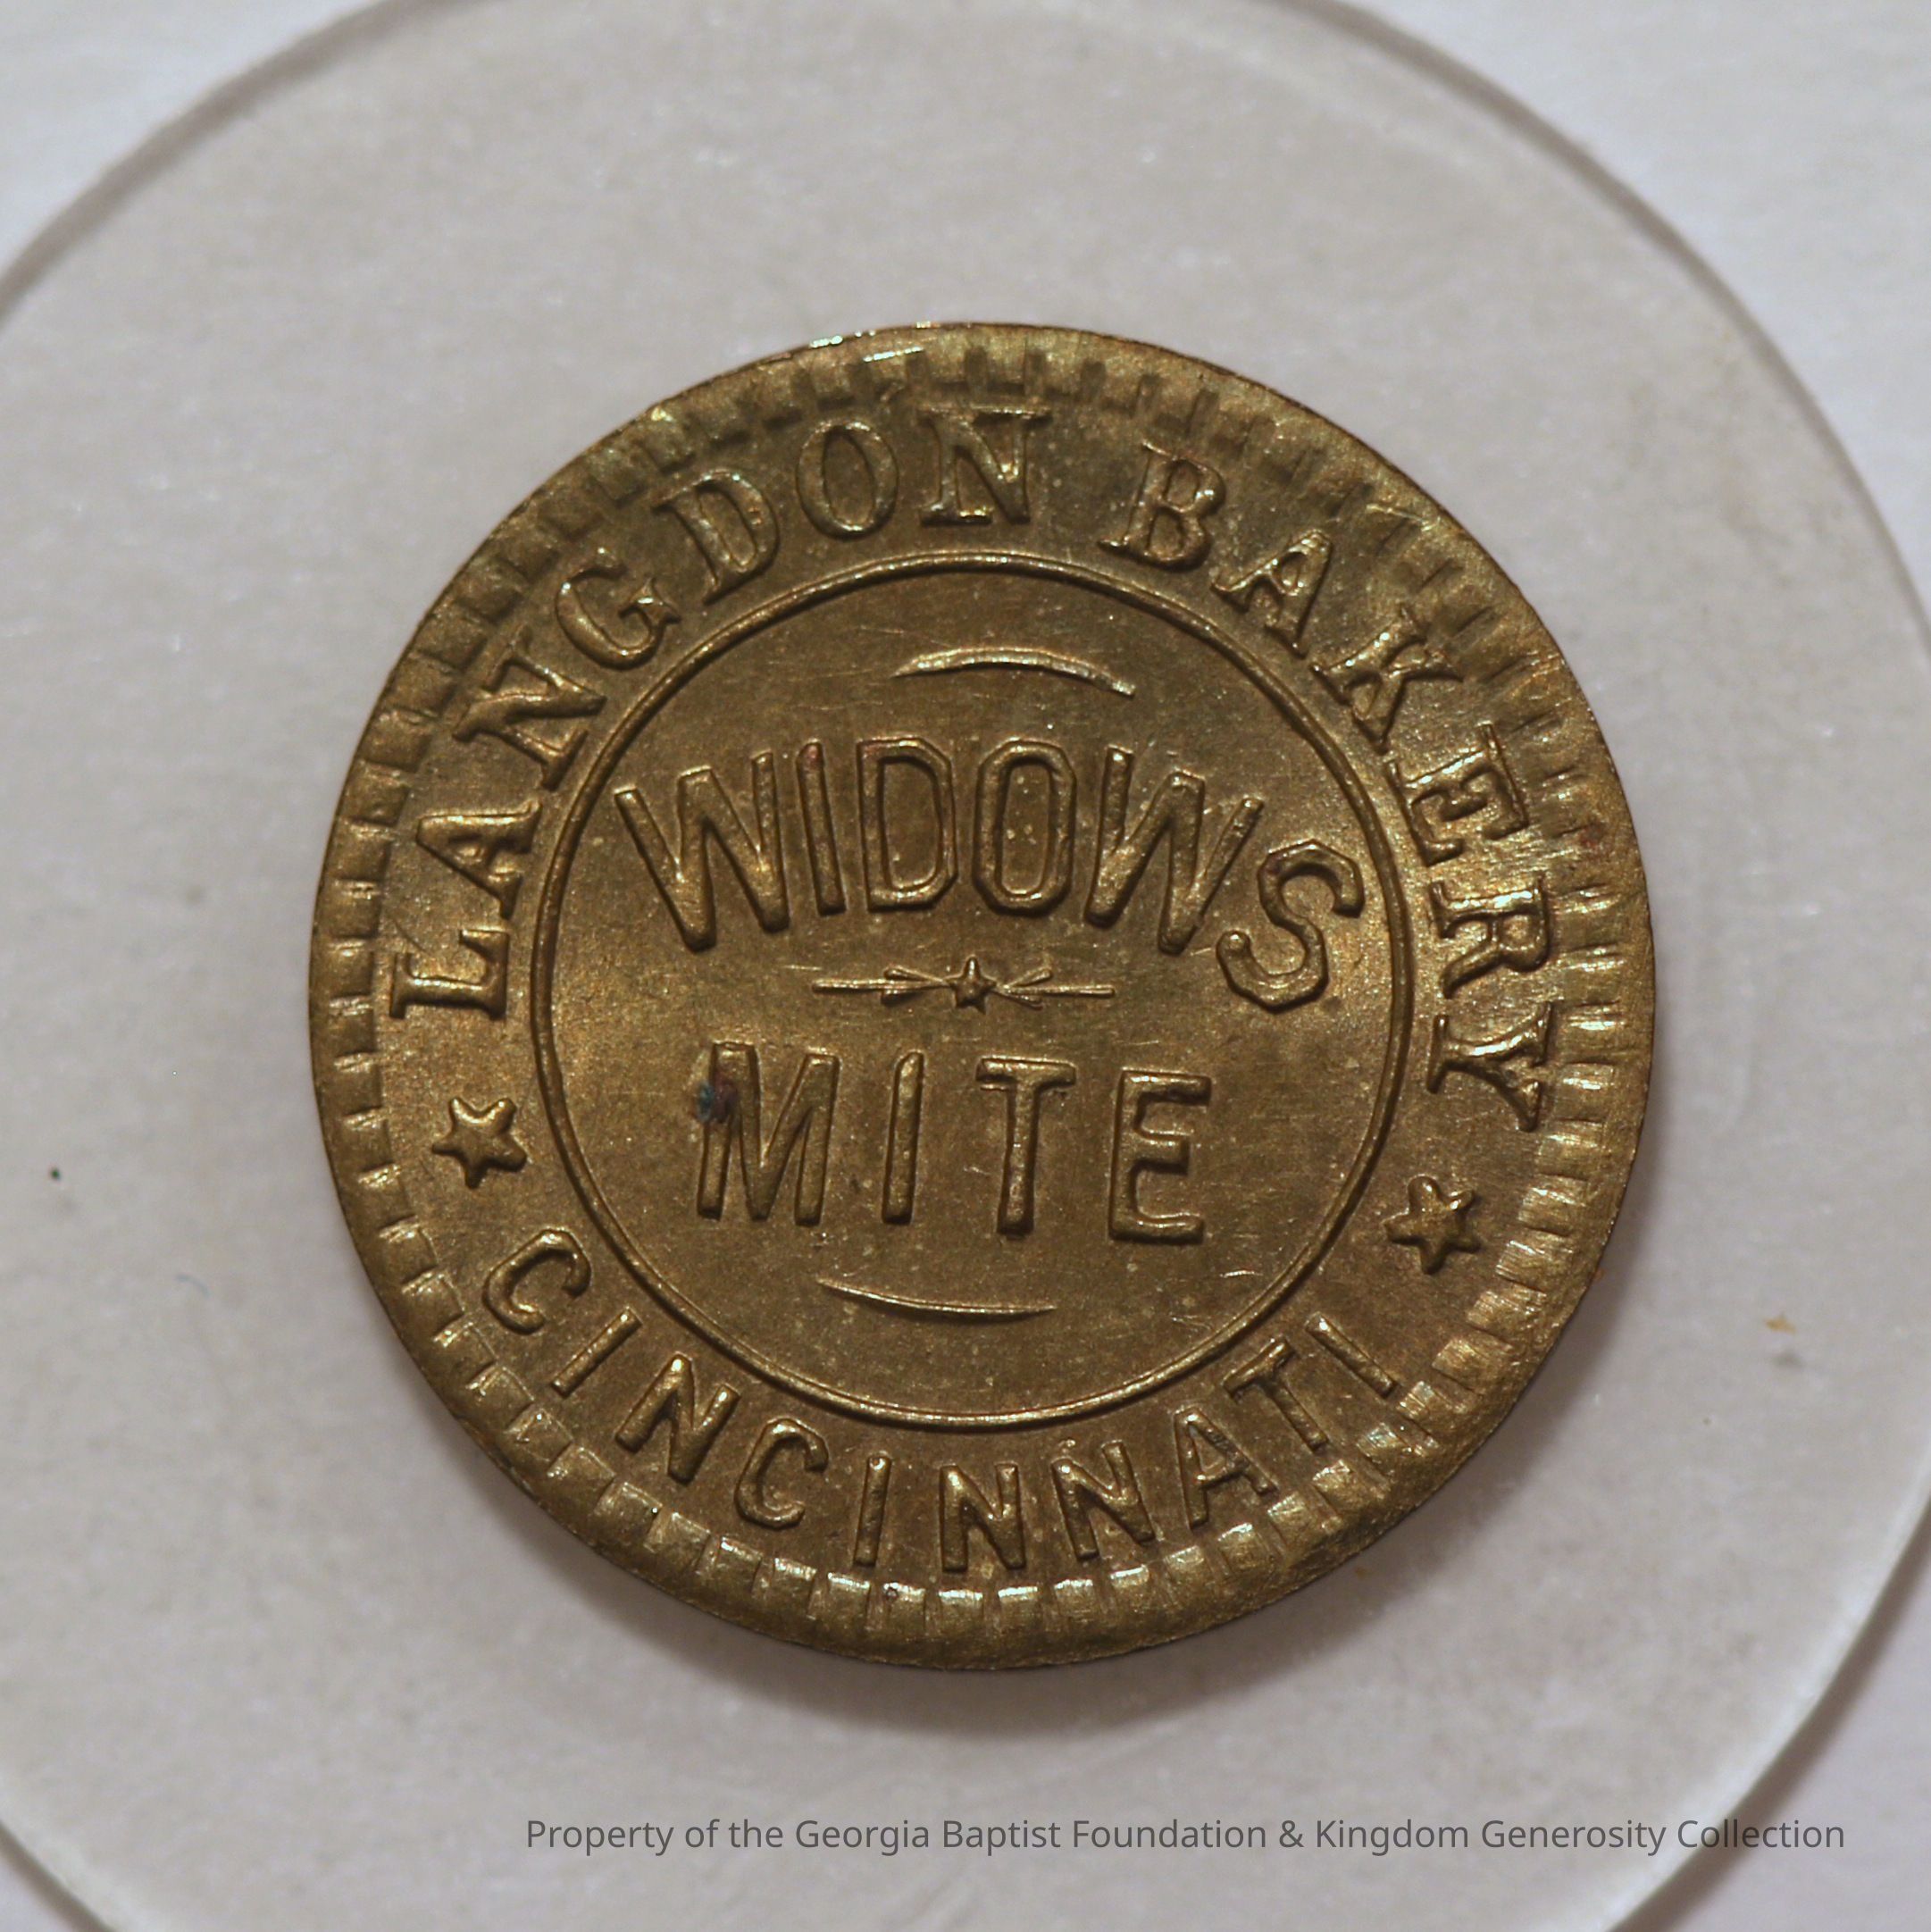 LANGDON BAKERY
WIDOWS
MITE
CINCINNATI
Property of the Georgia Baptist Foundation & Kingdom Generosity Collection